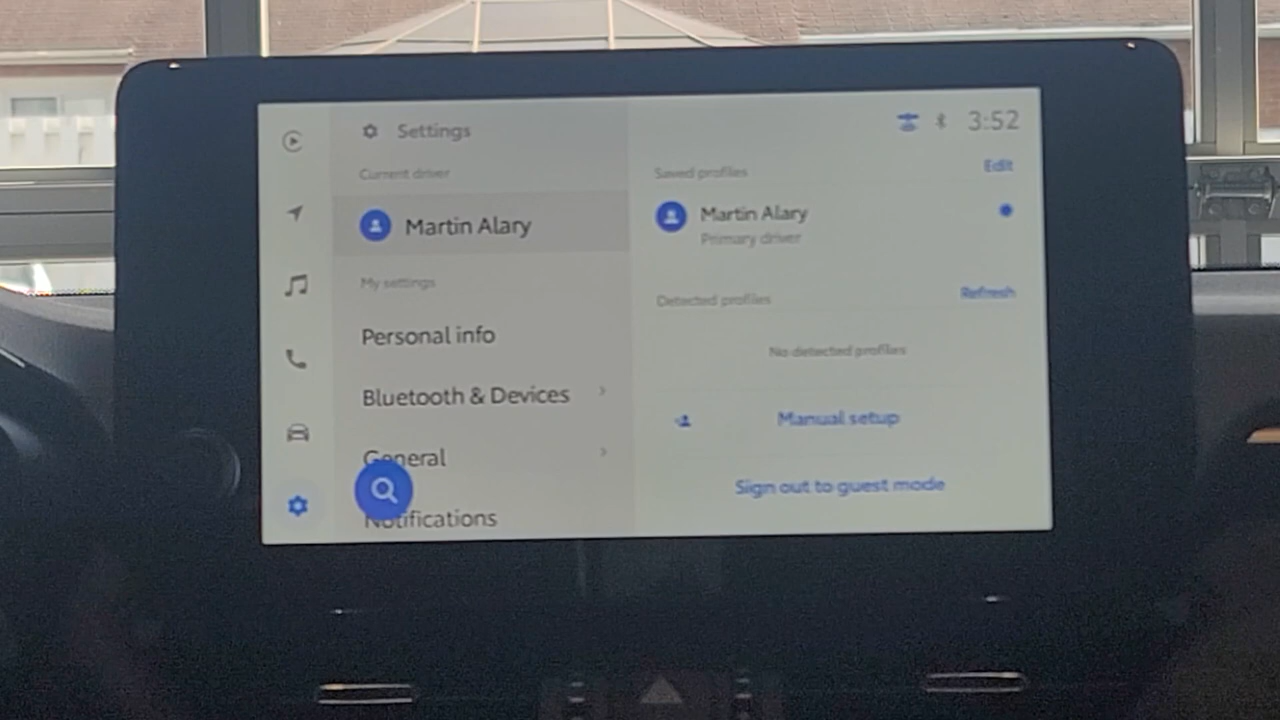 Settings
3:52
Current driver
Martin Alary
My settings
Personal info
Bluetooth & Devices
General
Notifications
Saved profiles
Edit
Martin Alary
Primary driver
Detected profiles
Refresh
No detected profiles
Manual setup
Sign out to guest mode